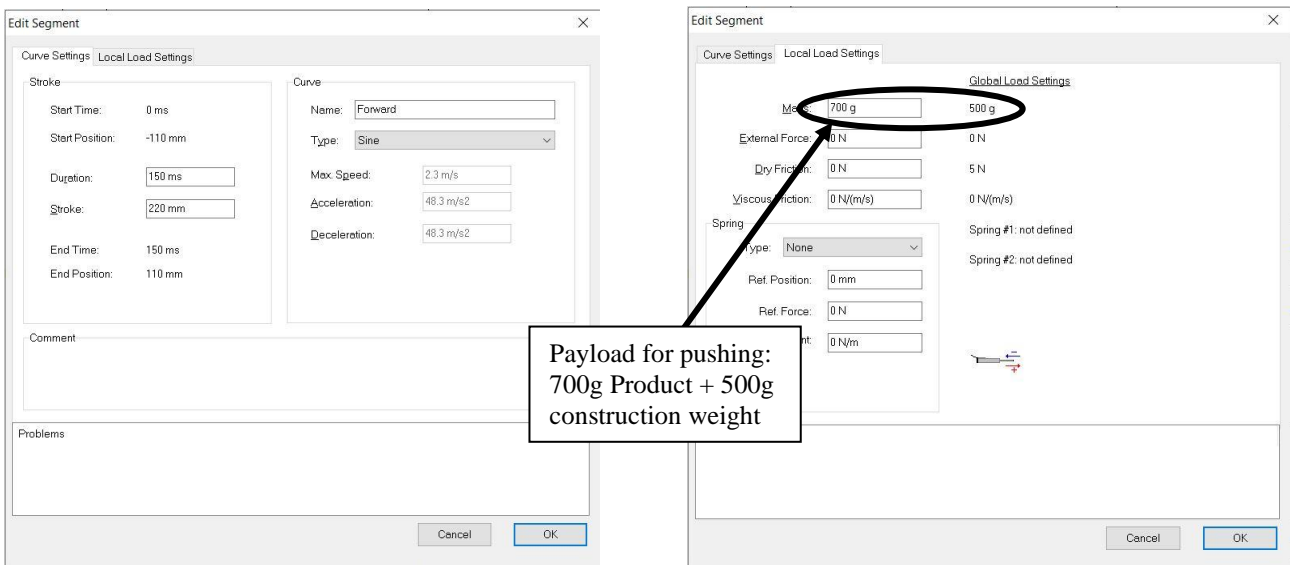 Edit Segment
Curve Settings Local Load Settings
Stroke
Start Time: 0 ms
Start Position: -110 mm
Duration: 150 ms
Stroke: 220 mm
End Time: 150 ms
End Position: 110 mm
Curve
Name: Forward
Type: Sine
Max. Speed: 2.3 m/s
Acceleration: 48.3 m/s2
Deceleration: 48.3 m/s2
Comment
Problems
Cancel OK
Edit Segment
Curve Settings Local Load Settings
Global Load Settings
700 g 500 g
External Force: 0 N 0 N
Dry Friction: 0 N 5 N
Viscous Friction: 0 N/(m/s) 0 N/(m/s)
Spring
Type: None
Ref. Position: 0 mm
Ref. Force: 0 N
0 N/m
Spring #1: not defined
Spring #2: not defined
Payload for pushing:
700g Product + 500g
construction weight
Cancel OK